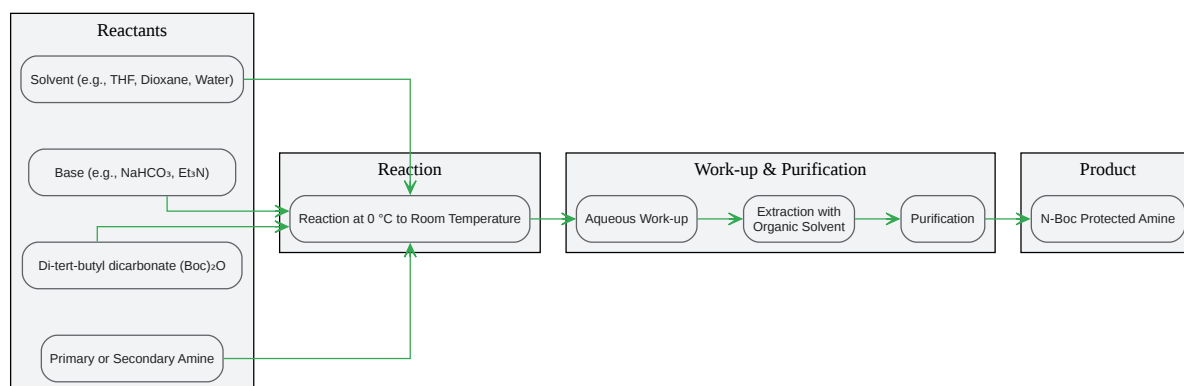 Reactants
Solvent (e.g., THF, Dioxane, Water)
Base (e.g., NaHCO₃, Et₃N)
Di-tert-butyl dicarbonate (Boc)₂O
Primary or Secondary Amine
Reaction
Reaction at 0 °C to Room Temperature
Work-up & Purification
Aqueous Work-up
Extraction with
Organic Solvent
Purification
Product
N-Boc Protected Amine